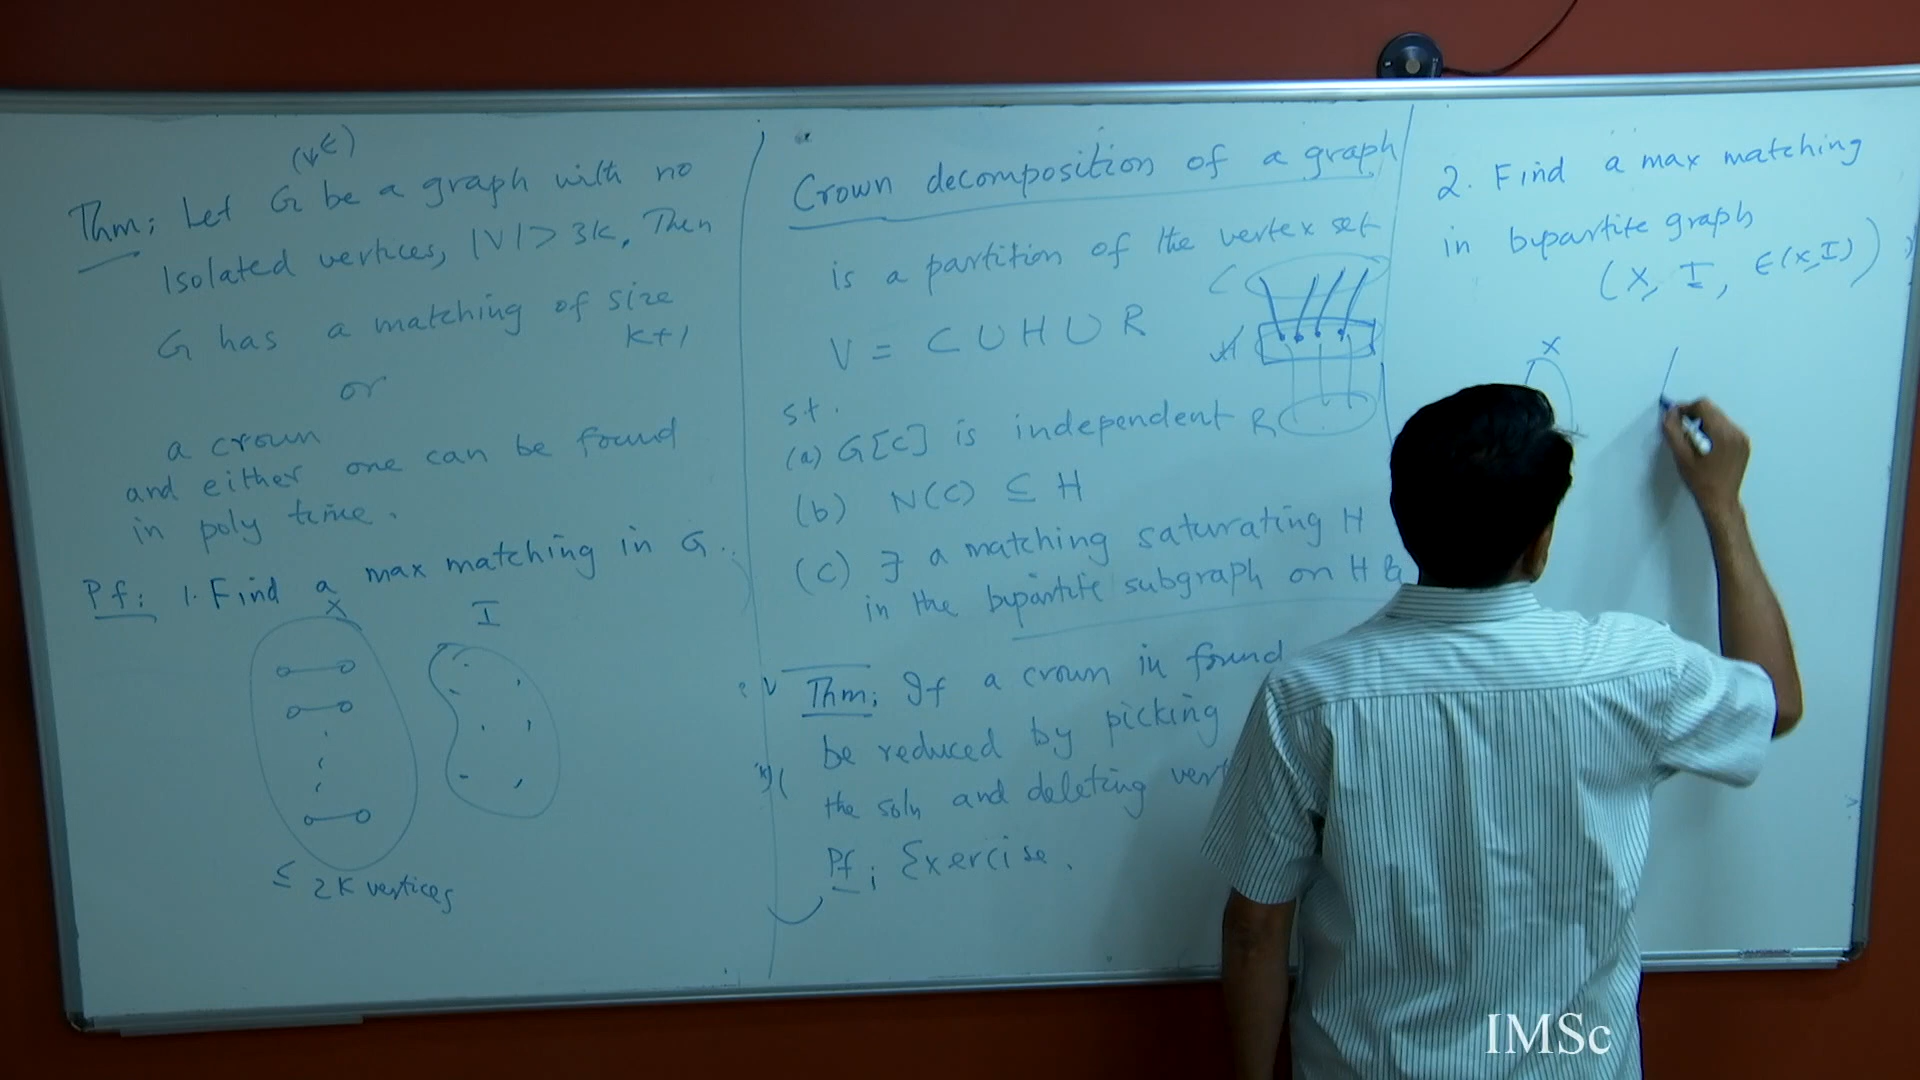 (V,E)
Thm: Let G be a graph with no
isolated vertices, |V| > 3k. Then
G has a matching of size
k+1
or
a crown
and either one can be found
in poly time.
Pf: 1. Find a max matching in G.
X I
≤ 2k vertices
Crown decomposition of a graph
is a partition of the vertex set
V = C ∪ H ∪ R
C
H
R
s.t.
(a) G[C] is independent
(b) N(C) ⊆ H
(c) ∃ a matching saturating H
in the bipartite subgraph on H &
Thm: If a crown in found
be reduced by picking
the soln and deleting
Pf: Exercise.
2. Find a max matching
in bipartite graph
(X, I, E(X,I))
X
IMSc